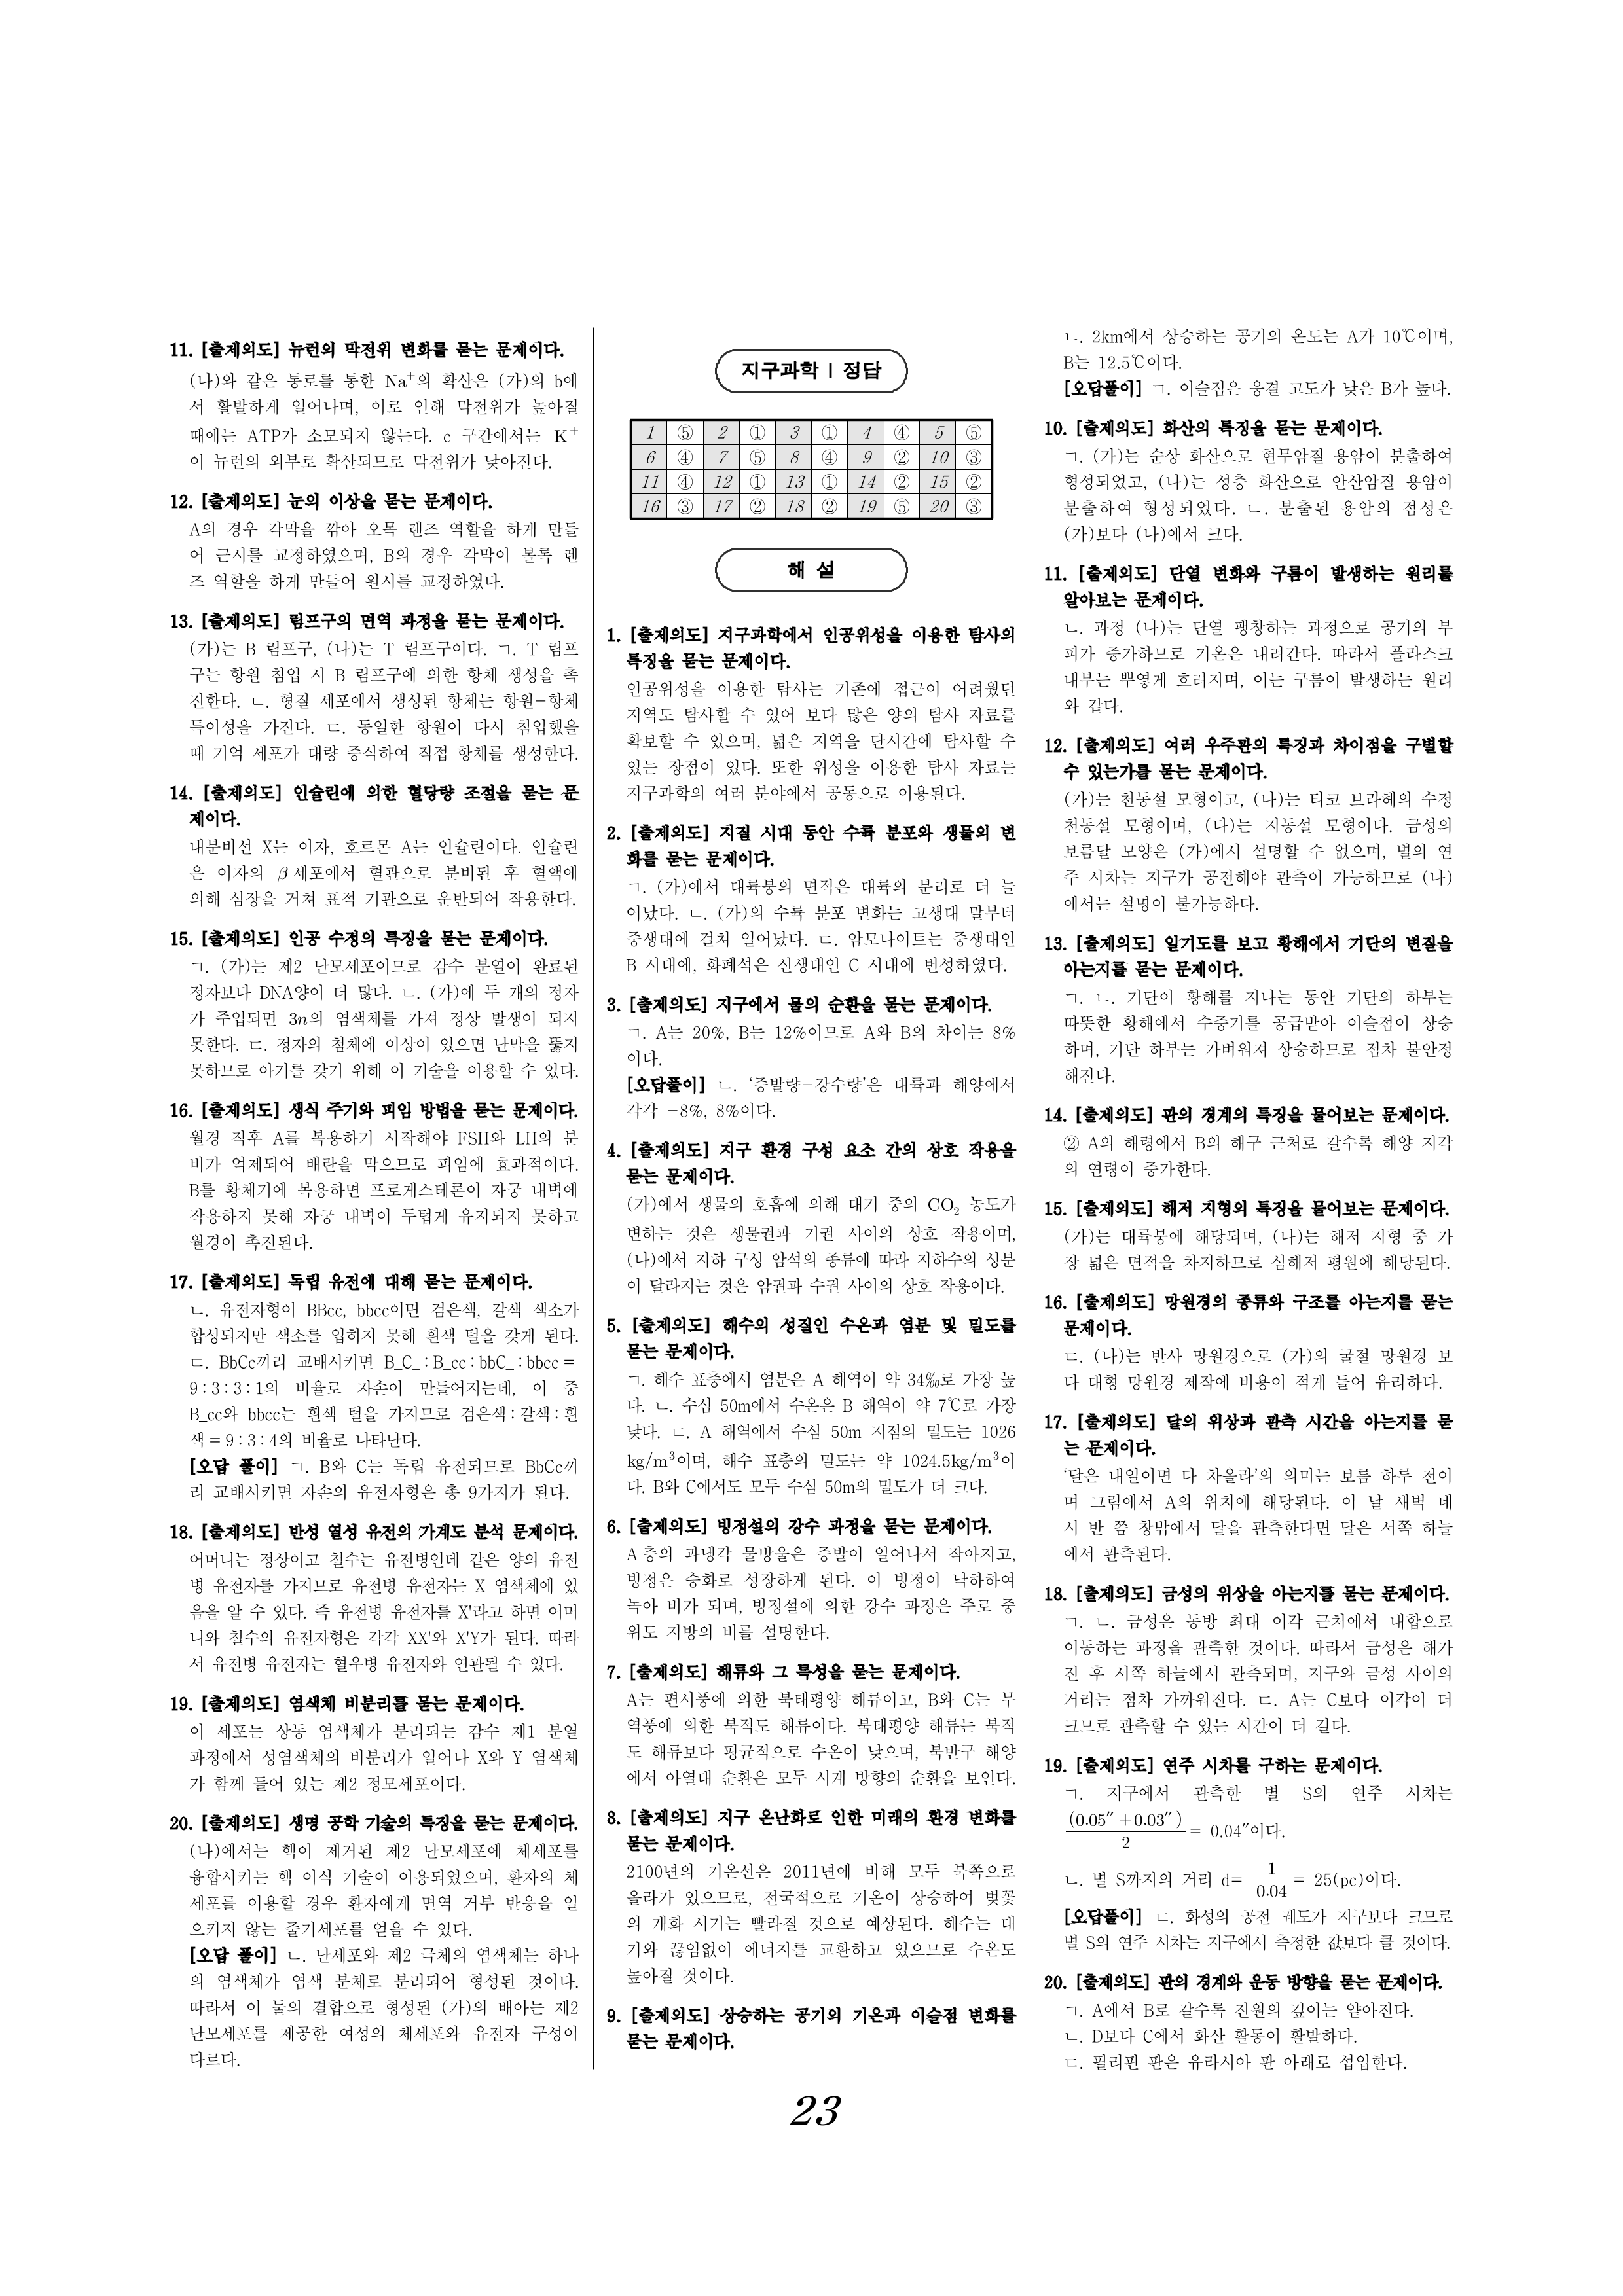 11. [출제의도] 뉴런의 막전위 변화를 묻는 문제이다.
(나)와 같은 통로를 통한 Na⁺의 확산은 (가)의 b에
서 활발하게 일어나며, 이로 인해 막전위가 높아질
때에는 ATP가 소모되지 않는다. c 구간에서는 K⁺
이 뉴런의 외부로 확산되므로 막전위가 낮아진다.
12. [출제의도] 눈의 이상을 묻는 문제이다.
A의 경우 각막을 깎아 오목 렌즈 역할을 하게 만들
어 근시를 교정하였으며, B의 경우 각막이 볼록 렌
즈 역할을 하게 만들어 원시를 교정하였다.
13. [출제의도] 림프구의 면역 과정을 묻는 문제이다.
(가)는 B 림프구, (나)는 T 림프구이다. ㄱ. T 림프
구는 항원 침입 시 B 림프구에 의한 항체 생성을 촉
진한다. ㄴ. 형질 세포에서 생성된 항체는 항원-항체
특이성을 가진다. ㄷ. 동일한 항원이 다시 침입했을
때 기억 세포가 대량 증식하여 직접 항체를 생성한다.
14. [출제의도] 인슐린에 의한 혈당량 조절을 묻는 문
제이다.
내분비선 X는 이자, 호르몬 A는 인슐린이다. 인슐린
은 이자의 β세포에서 혈관으로 분비된 후 혈액에
의해 심장을 거쳐 표적 기관으로 운반되어 작용한다.
15. [출제의도] 인공 수정의 특징을 묻는 문제이다.
ㄱ. (가)는 제2 난모세포이므로 감수 분열이 완료된
정자보다 DNA양이 더 많다. ㄴ. (가)에 두 개의 정자
가 주입되면 3n의 염색체를 가져 정상 발생이 되지
못한다. ㄷ. 정자의 첨체에 이상이 있으면 난막을 뚫지
못하므로 아기를 갖기 위해 이 기술을 이용할 수 있다.
16. [출제의도] 생식 주기와 피임 방법을 묻는 문제이다.
월경 직후 A를 복용하기 시작해야 FSH와 LH의 분
비가 억제되어 배란을 막으므로 피임에 효과적이다.
B를 황체기에 복용하면 프로게스테론이 자궁 내벽에
작용하지 못해 자궁 내벽이 두텁게 유지되지 못하고
월경이 촉진된다.
17. [출제의도] 독립 유전에 대해 묻는 문제이다.
ㄴ. 유전자형이 BBcc, bbcc이면 검은색, 갈색 색소가
합성되지만 색소를 입히지 못해 흰색 털을 갖게 된다.
ㄷ. BbCc끼리 교배시키면 B_C_:B_cc:bbC_:bbcc=
9:3:3:1의 비율로 자손이 만들어지는데, 이 중
B_cc와 bbcc는 흰색 털을 가지므로 검은색:갈색:흰
색=9:3:4의 비율로 나타난다.
[오답 풀이] ㄱ. B와 C는 독립 유전되므로 BbCc끼
리 교배시키면 자손의 유전자형은 총 9가지가 된다.
18. [출제의도] 반성 열성 유전의 가계도 분석 문제이다.
어머니는 정상이고 철수는 유전병인데 같은 양의 유전
병 유전자를 가지므로 유전병 유전자는 X 염색체에 있
음을 알 수 있다. 즉 유전병 유전자를 X'라고 하면 어머
니와 철수의 유전자형은 각각 XX'와 X'Y가 된다. 따라
서 유전병 유전자는 혈우병 유전자와 연관될 수 있다.
19. [출제의도] 염색체 비분리를 묻는 문제이다.
이 세포는 상동 염색체가 분리되는 감수 제1 분열
과정에서 성염색체의 비분리가 일어나 X와 Y 염색체
가 함께 들어 있는 제2 정모세포이다.
20. [출제의도] 생명 공학 기술의 특징을 묻는 문제이다.
(나)에서는 핵이 제거된 제2 난모세포에 체세포를
융합시키는 핵 이식 기술이 이용되었으며, 환자의 체
세포를 이용할 경우 환자에게 면역 거부 반응을 일
으키지 않는 줄기세포를 얻을 수 있다.
[오답 풀이] ㄴ. 난세포와 제2 극체의 염색체는 하나
의 염색체가 염색 분체로 분리되어 형성된 것이다.
따라서 이 둘의 결합으로 형성된 (가)의 배아는 제2
난모세포를 제공한 여성의 체세포와 유전자 구성이
다르다.
지구과학 I 정답
1 ⑤ 2 ① 3 ① 4 ④ 5 ⑤
6 ④ 7 ⑤ 8 ④ 9 ② 10 ③
11 ④ 12 ① 13 ① 14 ② 15 ②
16 ③ 17 ② 18 ② 19 ⑤ 20 ③
해 설
1. [출제의도] 지구과학에서 인공위성을 이용한 탐사의
특징을 묻는 문제이다.
인공위성을 이용한 탐사는 기존에 접근이 어려웠던
지역도 탐사할 수 있어 보다 많은 양의 탐사 자료를
확보할 수 있으며, 넓은 지역을 단시간에 탐사할 수
있는 장점이 있다. 또한 위성을 이용한 탐사 자료는
지구과학의 여러 분야에서 공동으로 이용된다.
2. [출제의도] 지질 시대 동안 수륙 분포와 생물의 변
화를 묻는 문제이다.
ㄱ. (가)에서 대륙붕의 면적은 대륙의 분리로 더 늘
어났다. ㄴ. (가)의 수륙 분포 변화는 고생대 말부터
중생대에 걸쳐 일어났다. ㄷ. 암모나이트는 중생대인
B 시대에, 화폐석은 신생대인 C 시대에 번성하였다.
3. [출제의도] 지구에서 물의 순환을 묻는 문제이다.
ㄱ. A는 20%, B는 12%이므로 A와 B의 차이는 8%
이다.
[오답풀이] ㄴ. ‘증발량-강수량’은 대륙과 해양에서
각각 -8%, 8%이다.
4. [출제의도] 지구 환경 구성 요소 간의 상호 작용을
묻는 문제이다.
(가)에서 생물의 호흡에 의해 대기 중의 CO₂ 농도가
변하는 것은 생물권과 기권 사이의 상호 작용이며,
(나)에서 지하 구성 암석의 종류에 따라 지하수의 성분
이 달라지는 것은 암권과 수권 사이의 상호 작용이다.
5. [출제의도] 해수의 성질인 수온과 염분 및 밀도를
묻는 문제이다.
ㄱ. 해수 표층에서 염분은 A 해역이 약 34‰로 가장 높
다. ㄴ. 수심 50m에서 수온은 B 해역이 약 7℃로 가장
낮다. ㄷ. A 해역에서 수심 50m 지점의 밀도는 1026
kg/m³이며, 해수 표층의 밀도는 약 1024.5kg/m³이
다. B와 C에서도 모두 수심 50m의 밀도가 더 크다.
6. [출제의도] 빙정설의 강수 과정을 묻는 문제이다.
A 층의 과냉각 물방울은 증발이 일어나서 작아지고,
빙정은 승화로 성장하게 된다. 이 빙정이 낙하하여
녹아 비가 되며, 빙정설에 의한 강수 과정은 주로 중
위도 지방의 비를 설명한다.
7. [출제의도] 해류와 그 특성을 묻는 문제이다.
A는 편서풍에 의한 북태평양 해류이고, B와 C는 무
역풍에 의한 북적도 해류이다. 북태평양 해류는 북적
도 해류보다 평균적으로 수온이 낮으며, 북반구 해양
에서 아열대 순환은 모두 시계 방향의 순환을 보인다.
8. [출제의도] 지구 온난화로 인한 미래의 환경 변화를
묻는 문제이다.
2100년의 기온선은 2011년에 비해 모두 북쪽으로
올라가 있으므로, 전국적으로 기온이 상승하여 벚꽃
의 개화 시기는 빨라질 것으로 예상된다. 해수는 대
기와 끊임없이 에너지를 교환하고 있으므로 수온도
높아질 것이다.
9. [출제의도] 상승하는 공기의 기온과 이슬점 변화를
묻는 문제이다.
ㄴ. 2km에서 상승하는 공기의 온도는 A가 10℃이며,
B는 12.5℃이다.
[오답풀이] ㄱ. 이슬점은 응결 고도가 낮은 B가 높다.
10. [출제의도] 화산의 특징을 묻는 문제이다.
ㄱ. (가)는 순상 화산으로 현무암질 용암이 분출하여
형성되었고, (나)는 성층 화산으로 안산암질 용암이
분출하여 형성되었다. ㄴ. 분출된 용암의 점성은
(가)보다 (나)에서 크다.
11. [출제의도] 단열 변화와 구름이 발생하는 원리를
알아보는 문제이다.
ㄴ. 과정 (나)는 단열 팽창하는 과정으로 공기의 부
피가 증가하므로 기온은 내려간다. 따라서 플라스크
내부는 뿌옇게 흐려지며, 이는 구름이 발생하는 원리
와 같다.
12. [출제의도] 여러 우주관의 특징과 차이점을 구별할
수 있는가를 묻는 문제이다.
(가)는 천동설 모형이고, (나)는 티코 브라헤의 수정
천동설 모형이며, (다)는 지동설 모형이다. 금성의
보름달 모양은 (가)에서 설명할 수 없으며, 별의 연
주 시차는 지구가 공전해야 관측이 가능하므로 (나)
에서는 설명이 불가능하다.
13. [출제의도] 일기도를 보고 황해에서 기단의 변질을
아는지를 묻는 문제이다.
ㄱ. ㄴ. 기단이 황해를 지나는 동안 기단의 하부는
따뜻한 황해에서 수증기를 공급받아 이슬점이 상승
하며, 기단 하부는 가벼워져 상승하므로 점차 불안정
해진다.
14. [출제의도] 판의 경계의 특징을 물어보는 문제이다.
② A의 해령에서 B의 해구 근처로 갈수록 해양 지각
의 연령이 증가한다.
15. [출제의도] 해저 지형의 특징을 물어보는 문제이다.
(가)는 대륙붕에 해당되며, (나)는 해저 지형 중 가
장 넓은 면적을 차지하므로 심해저 평원에 해당된다.
16. [출제의도] 망원경의 종류와 구조를 아는지를 묻는
문제이다.
ㄷ. (나)는 반사 망원경으로 (가)의 굴절 망원경 보
다 대형 망원경 제작에 비용이 적게 들어 유리하다.
17. [출제의도] 달의 위상과 관측 시간을 아는지를 묻
는 문제이다.
‘달은 내일이면 다 차올라’의 의미는 보름 하루 전이
며 그림에서 A의 위치에 해당된다. 이 날 새벽 네
시 반 쯤 창밖에서 달을 관측한다면 달은 서쪽 하늘
에서 관측된다.
18. [출제의도] 금성의 위상을 아는지를 묻는 문제이다.
ㄱ. ㄴ. 금성은 동방 최대 이각 근처에서 내합으로
이동하는 과정을 관측한 것이다. 따라서 금성은 해가
진 후 서쪽 하늘에서 관측되며, 지구와 금성 사이의
거리는 점차 가까워진다. ㄷ. A는 C보다 이각이 더
크므로 관측할 수 있는 시간이 더 길다.
19. [출제의도] 연주 시차를 구하는 문제이다.
ㄱ. 지구에서 관측한 별 S의 연주 시차는
(0.05″+0.03″)/2 = 0.04″이다.
ㄴ. 별 S까지의 거리 d= 1/0.04 = 25(pc)이다.
[오답풀이] ㄷ. 화성의 공전 궤도가 지구보다 크므로
별 S의 연주 시차는 지구에서 측정한 값보다 클 것이다.
20. [출제의도] 판의 경계와 운동 방향을 묻는 문제이다.
ㄱ. A에서 B로 갈수록 진원의 깊이는 얕아진다.
ㄴ. D보다 C에서 화산 활동이 활발하다.
ㄷ. 필리핀 판은 유라시아 판 아래로 섭입한다.
23